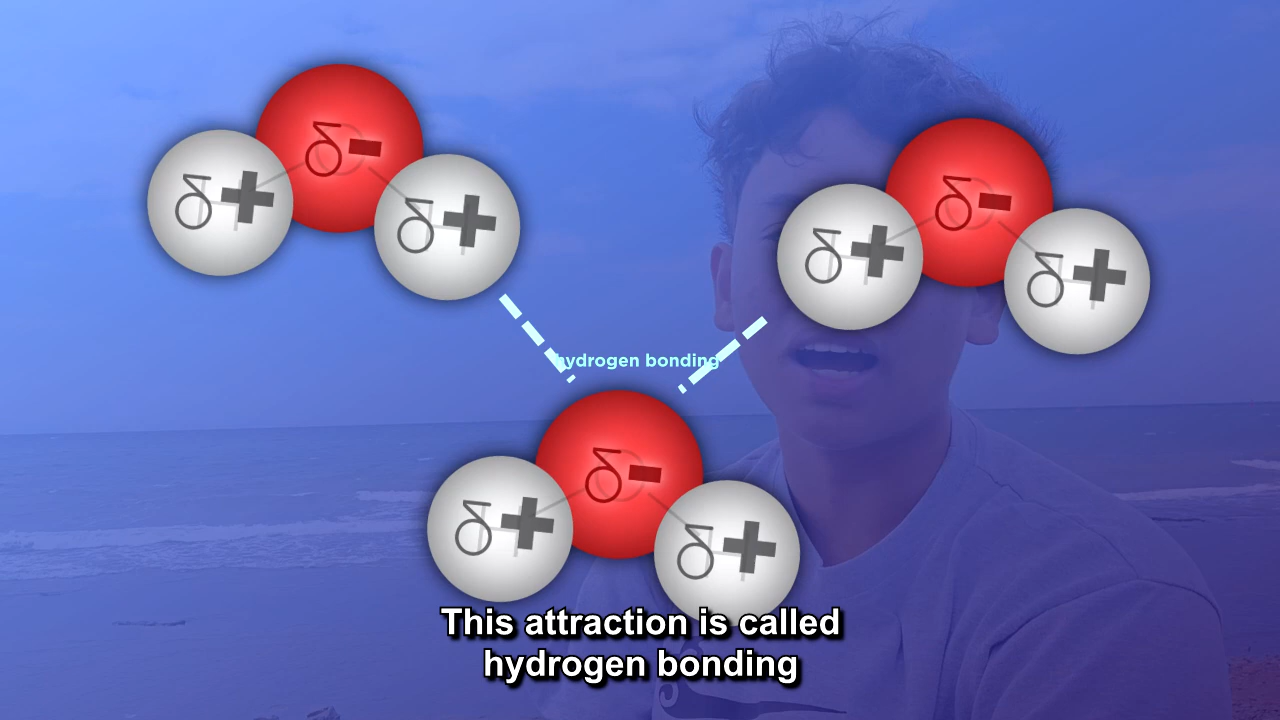 δ-
δ+
δ+
δ-
δ+
δ+
hydrogen bonding
δ-
δ+
δ+
This attraction is called
hydrogen bonding